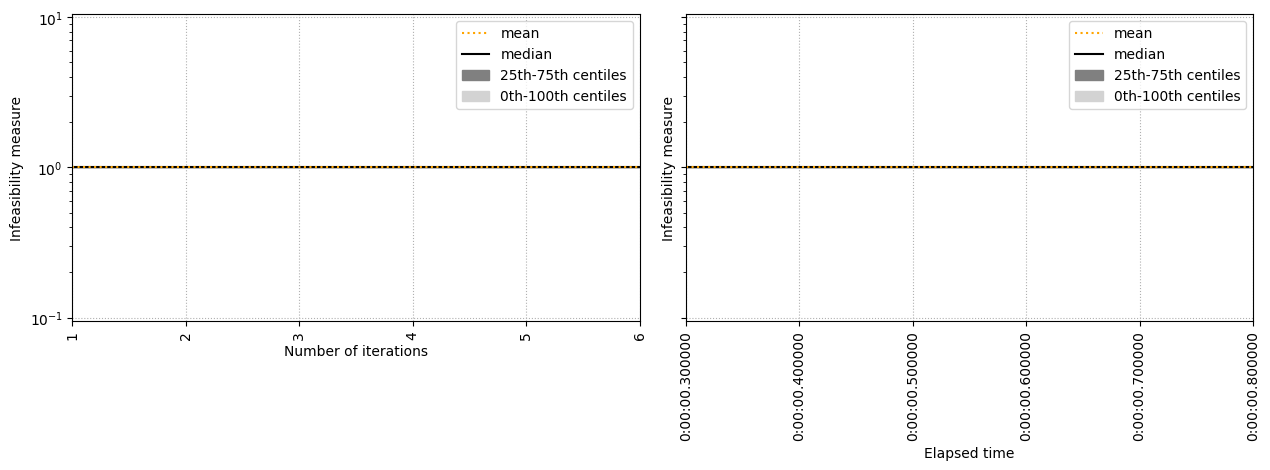 10¹
10⁰
10⁻¹
Infeasibility measure
mean
median
25th-75th centiles
0th-100th centiles
1
2
3
4
5
6
Number of iterations
Infeasibility measure
mean
median
25th-75th centiles
0th-100th centiles
0:00:00.300000
0:00:00.400000
0:00:00.500000
0:00:00.600000
0:00:00.700000
0:00:00.800000
Elapsed time